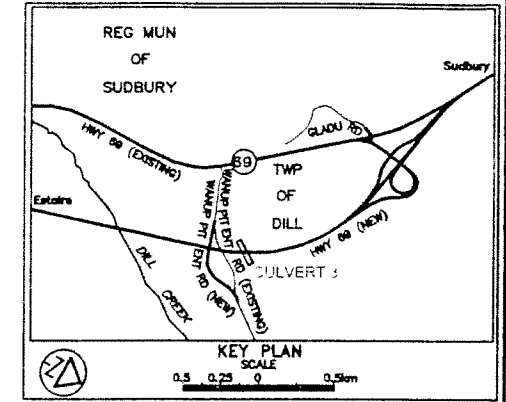 REG MUN
OF
SUDBURY
Sudbury
GLADU RD
HWY 69 (EXISTING)
69
TWP
OF
DILL
Estaire
WANUP PIT ENT RD (NEW)
WANUP PIT ENT RD (EXISTING)
HWY 69 (NEW)
DILL CREEK
CULVERT 3
KEY PLAN
SCALE
0.5 0.25 0 0.5km
N